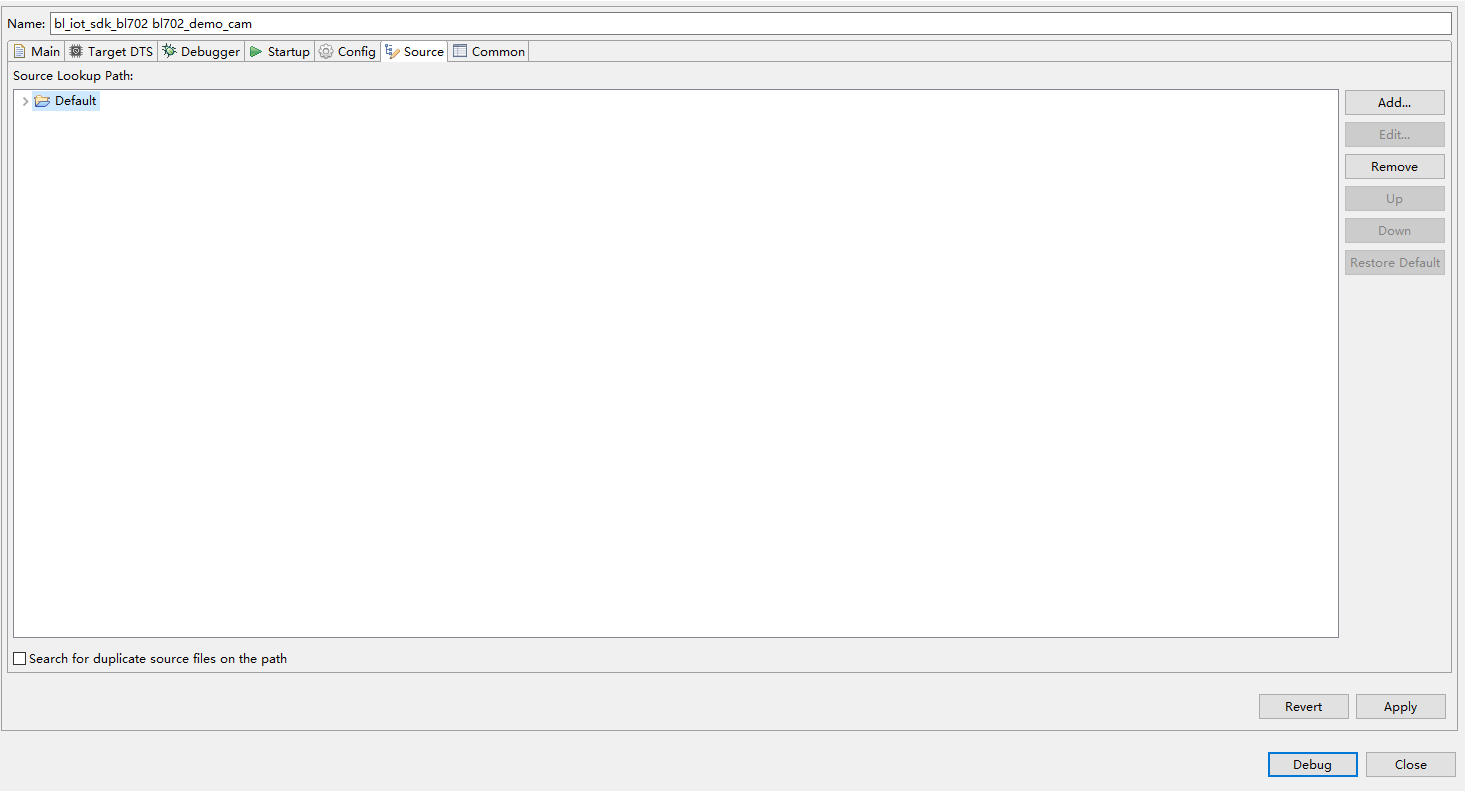 Name: bl_iot_sdk_bl702 bl702_demo_cam
Main Target DTS Debugger Startup Config Source Common
Source Lookup Path:
Default
Add...
Edit...
Remove
Up
Down
Restore Default
Search for duplicate source files on the path
Revert Apply
Debug Close